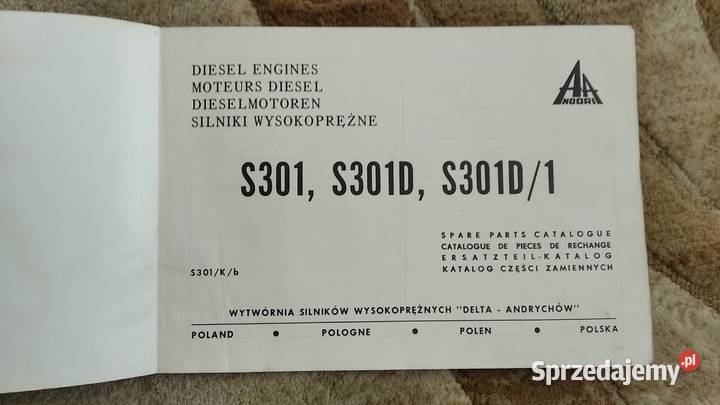 DIESEL ENGINES
MOTEURS DIESEL
DIESELMOTOREN
SILNIKI WYSOKOPRĘŻNE
ANDORIA
S301, S301D, S301D/1
SPARE PARTS CATALOGUE
CATALOGUE DE PIECES DE RECHANGE
ERSATZTEIL-KATALOG
KATALOG CZĘŚCI ZAMIENNYCH
S301/K/b
WYTWÓRNIA SILNIKÓW WYSOKOPRĘŻNYCH "DELTA - ANDRYCHÓW"
POLAND • POLOGNE • POLEN • POLSKA
Sprzedajemy.pl